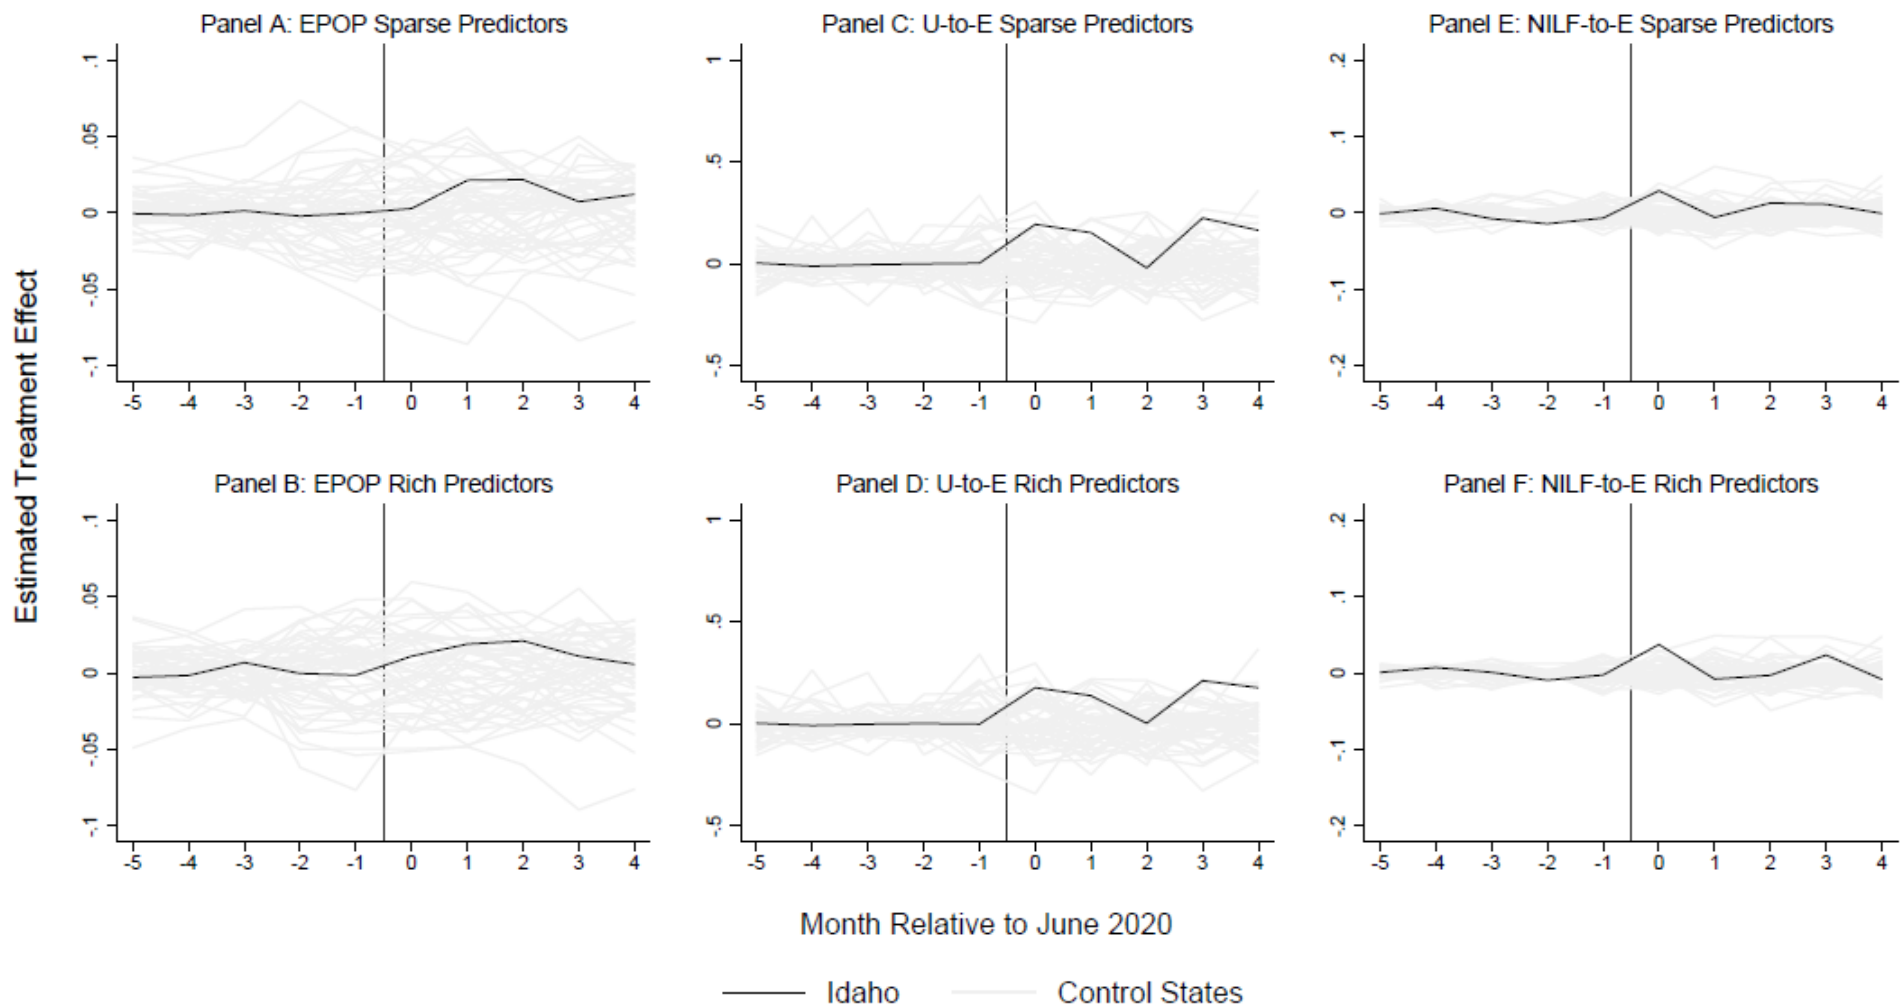 Panel A: EPOP Sparse Predictors
.1
.05
0
-.05
-.1
-5 -4 -3 -2 -1 0 1 2 3 4
Panel C: U-to-E Sparse Predictors
1
.5
0
-.5
-5 -4 -3 -2 -1 0 1 2 3 4
Panel E: NILF-to-E Sparse Predictors
.2
.1
0
-.1
-.2
-5 -4 -3 -2 -1 0 1 2 3 4
Estimated Treatment Effect
Panel B: EPOP Rich Predictors
.1
.05
0
-.05
-.1
-5 -4 -3 -2 -1 0 1 2 3 4
Panel D: U-to-E Rich Predictors
1
.5
0
-.5
-5 -4 -3 -2 -1 0 1 2 3 4
Panel F: NILF-to-E Rich Predictors
.2
.1
0
-.1
-.2
-5 -4 -3 -2 -1 0 1 2 3 4
Month Relative to June 2020
Idaho Control States